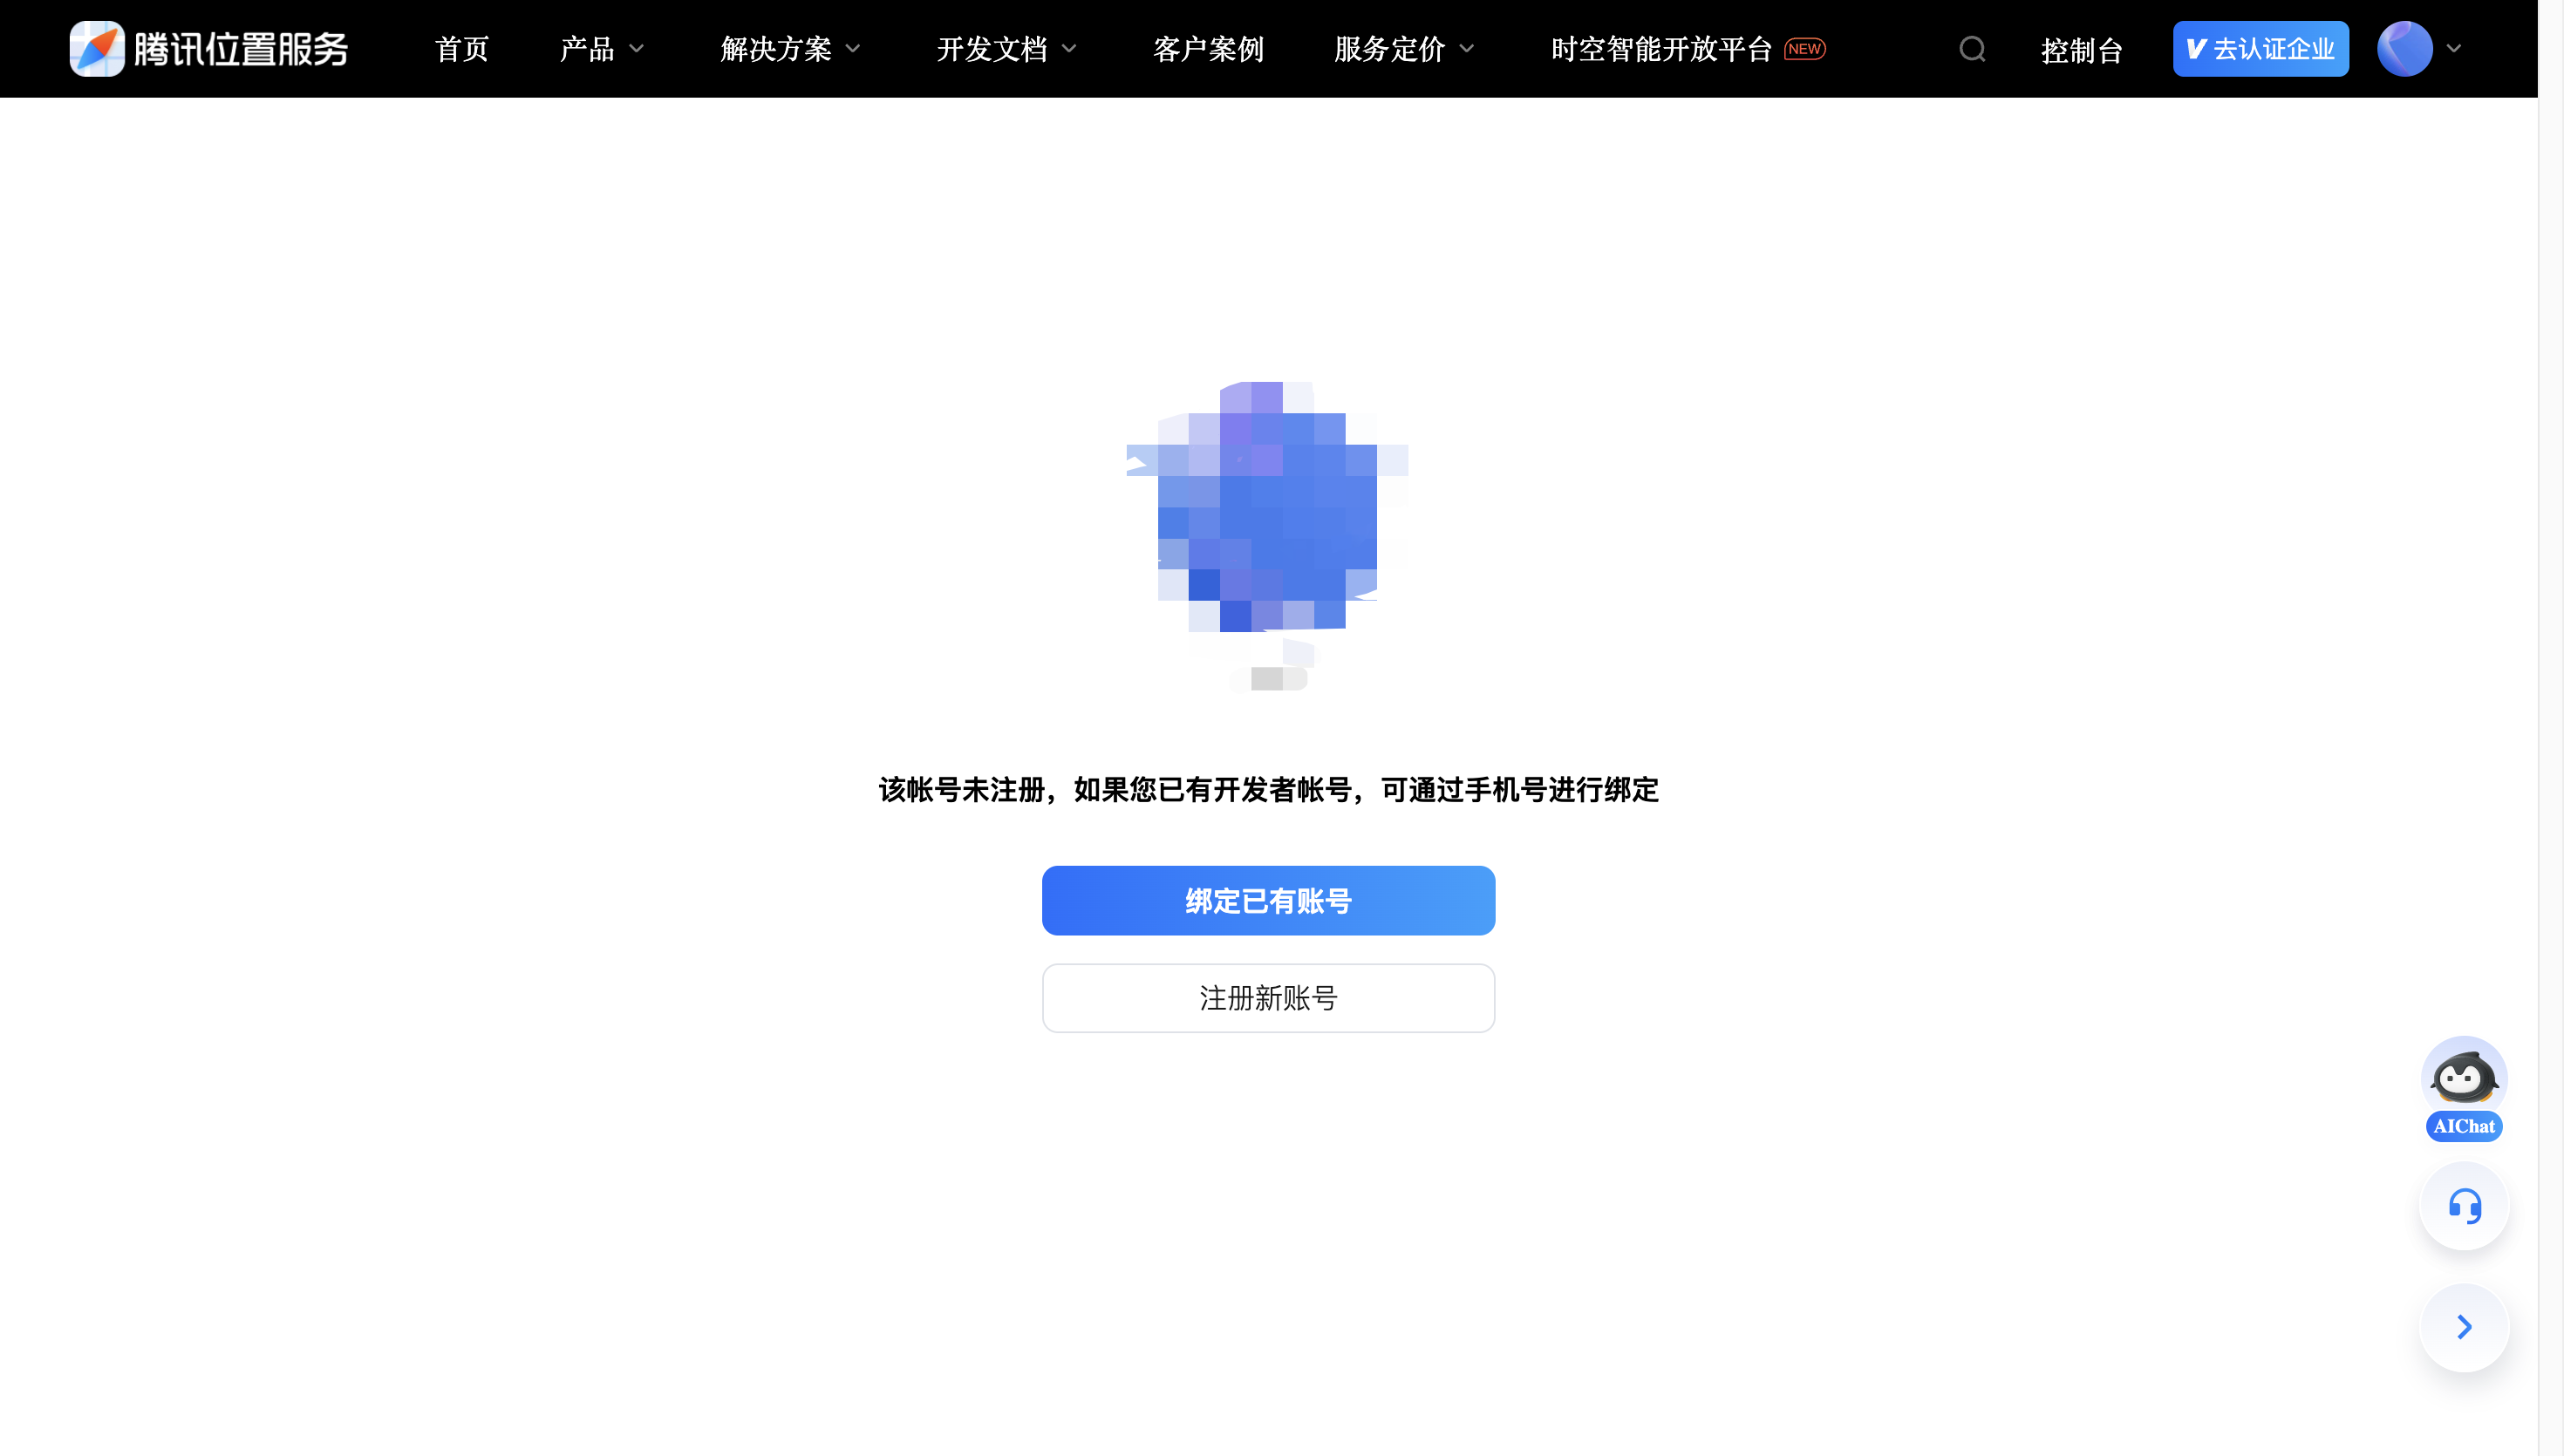 腾讯位置服务 首页 产品 解决方案 开发文档 客户案例 服务定价 时空智能开放平台 NEW 控制台 去认证企业
该帐号未注册，如果您已有开发者帐号，可通过手机号进行绑定
绑定已有账号
注册新账号
AIChat